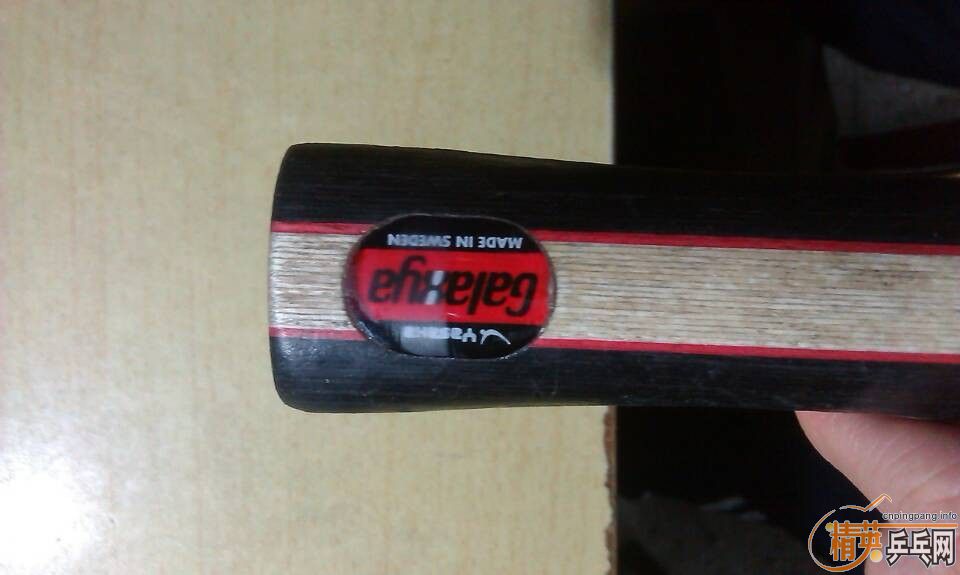 Yasaka
Galaxya
MADE IN SWEDEN
cnpingpang.info
精英乒乓网